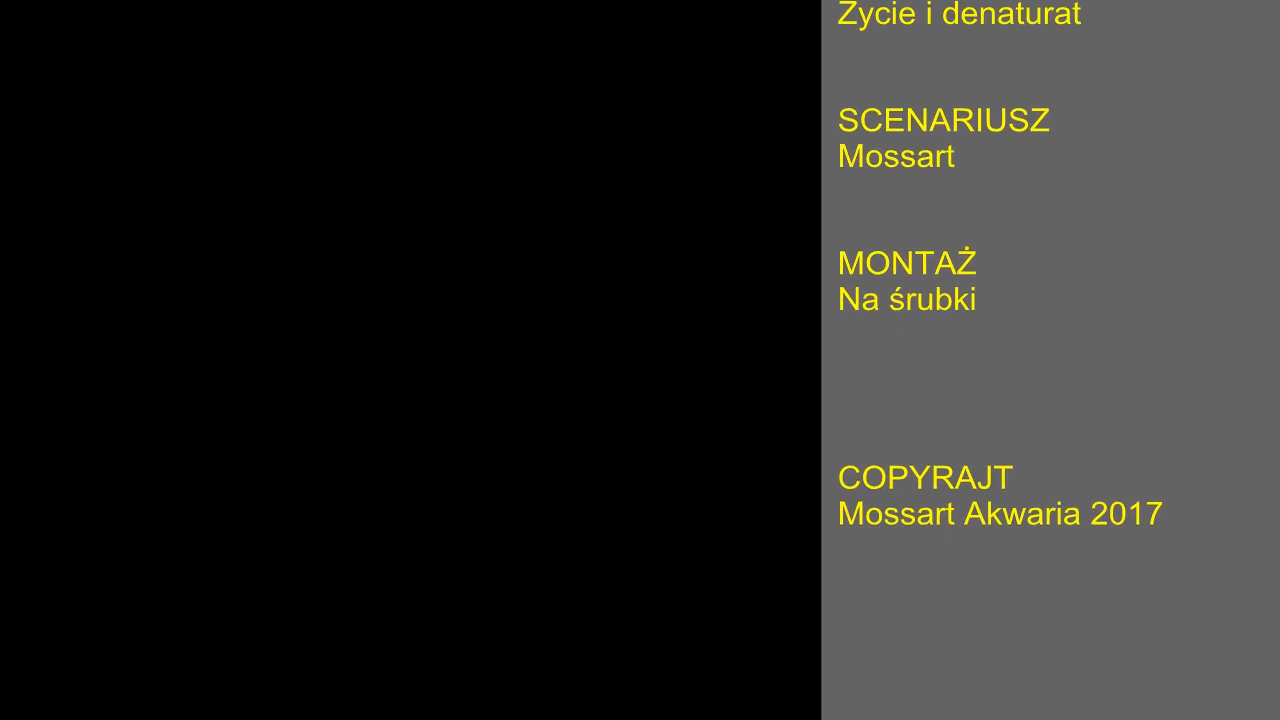 Życie i denaturat
SCENARIUSZ
Mossart
MONTAŻ
Na śrubki
COPYRAJT
Mossart Akwaria 2017